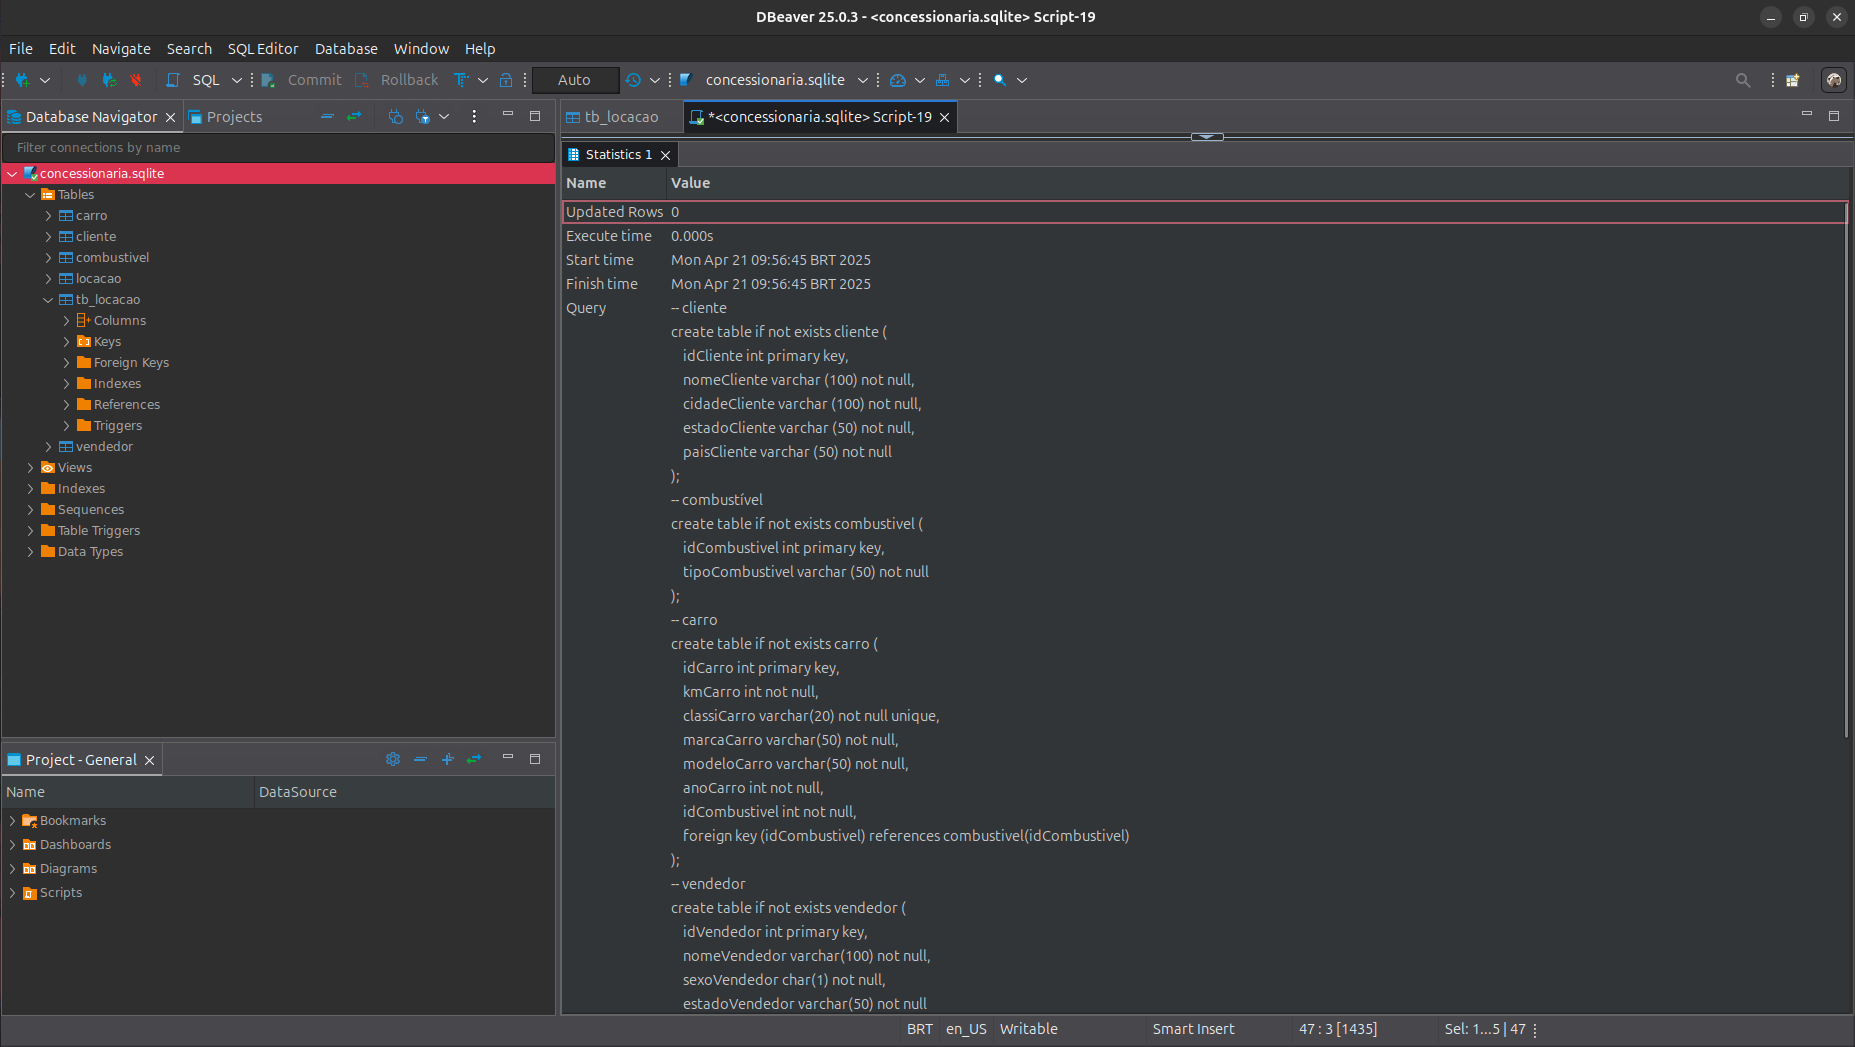 DBeaver 25.0.3 - <concessionaria.sqlite> Script-19
File Edit Navigate Search SQL Editor Database Window Help
SQL Commit Rollback Auto concessionaria.sqlite
Database Navigator Projects
Filter connections by name
concessionaria.sqlite
Tables
carro
cliente
combustivel
locacao
tb_locacao
Columns
Keys
Foreign Keys
Indexes
References
Triggers
vendedor
Views
Indexes
Sequences
Table Triggers
Data Types
Project - General
Name DataSource
Bookmarks
Dashboards
Diagrams
Scripts
tb_locacao *<concessionaria.sqlite> Script-19
Statistics 1
Name Value
Updated Rows 0
Execute time 0.000s
Start time Mon Apr 21 09:56:45 BRT 2025
Finish time Mon Apr 21 09:56:45 BRT 2025
Query -- cliente
create table if not exists cliente (
idCliente int primary key,
nomeCliente varchar (100) not null,
cidadeCliente varchar (100) not null,
estadoCliente varchar (50) not null,
paisCliente varchar (50) not null
);
-- combustível
create table if not exists combustivel (
idCombustivel int primary key,
tipoCombustivel varchar (50) not null
);
-- carro
create table if not exists carro (
idCarro int primary key,
kmCarro int not null,
classiCarro varchar(20) not null unique,
marcaCarro varchar(50) not null,
modeloCarro varchar(50) not null,
anoCarro int not null,
idCombustivel int not null,
foreign key (idCombustivel) references combustivel(idCombustivel)
);
-- vendedor
create table if not exists vendedor (
idVendedor int primary key,
nomeVendedor varchar(100) not null,
sexoVendedor char(1) not null,
estadoVendedor varchar(50) not null
BRT en_US Writable Smart Insert 47 : 3 [1435] Sel: 1...5 | 47